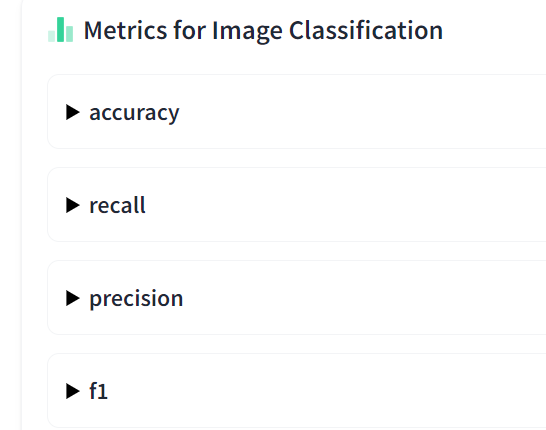 Metrics for Image Classification
accuracy
recall
precision
f1